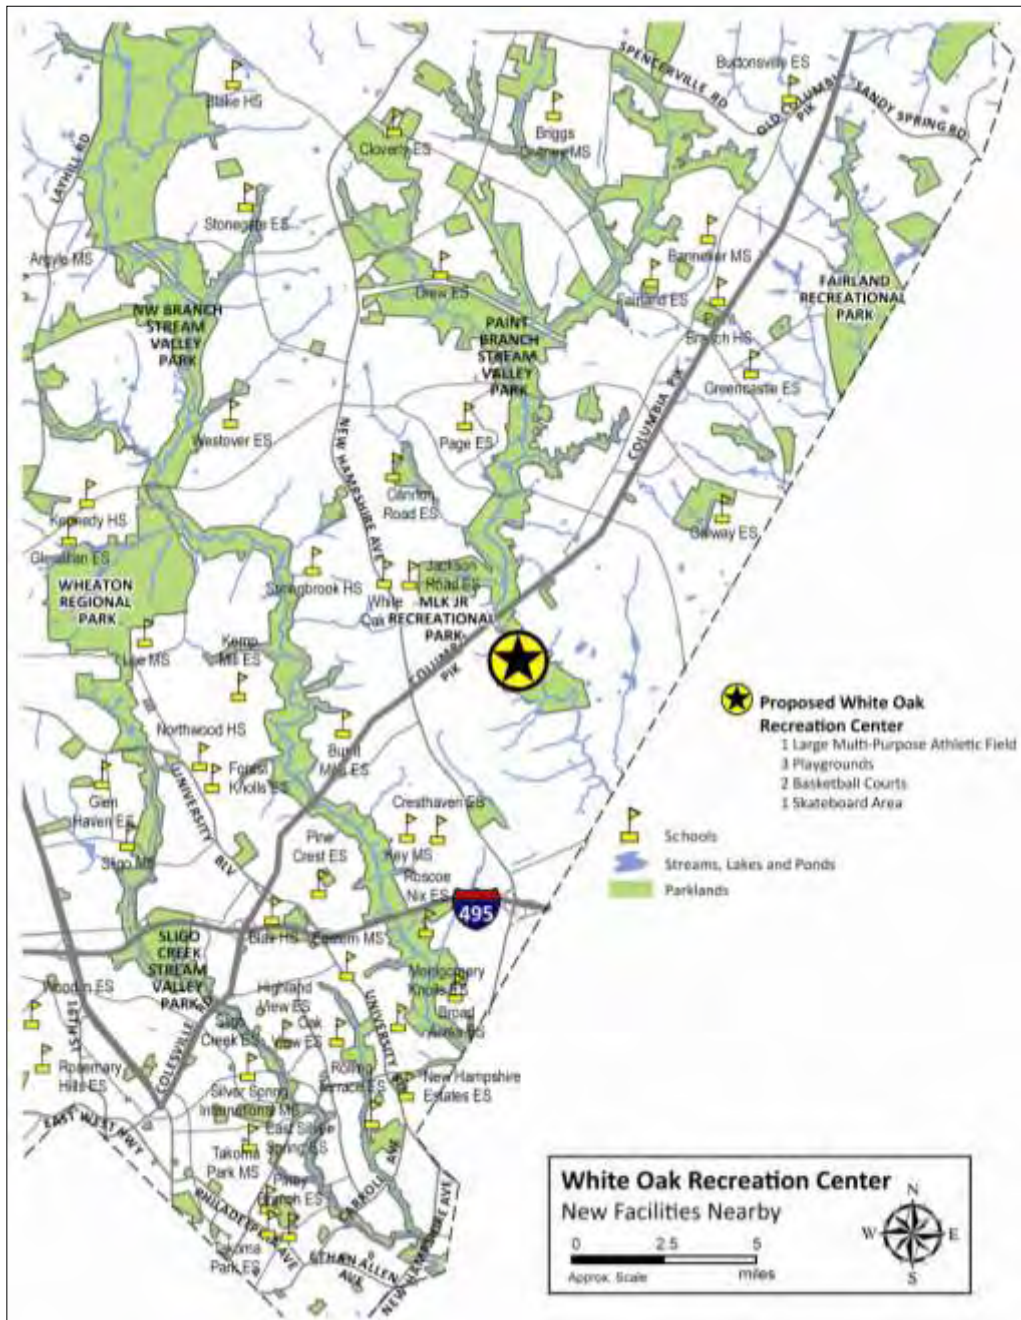 SPENCERVILLE RD
Burtonsville ES
OLD COLUMBIA
PIK
SANDY SPRING RD
Blake HS
LAYHILL RD
Cloverly ES
Briggs
Chaney MS
Stonegate ES
Argyle MS
Banneker MS
Drew ES
Fairland ES
FAIRLAND
RECREATIONAL
PARK
NW BRANCH
STREAM
VALLEY
PARK
PAINT
BRANCH
STREAM
VALLEY
PARK
Branch HS
Greencastle ES
COLUMBIA PIK
Westover ES
NEW HAMPSHIRE AVE
Page ES
Cannon
Road ES
Kennedy HS
Galway ES
Glenallan ES
WHEATON
REGIONAL
PARK
Springbrook HS
White
Oak
Jackson
Road ES
MLK JR
RECREATIONAL
PARK
COLUMBIA
PIK
Lee MS
Kemp
Mill ES
Northwood HS
Burnt
Mills ES
UNIVERSITY
BLV
Forest
Knolls ES
Glen
Haven ES
Sligo MS
Cresthaven ES
Pine
Crest ES
Key MS
Roscoe
Nix ES
495
Proposed White Oak
Recreation Center
1 Large Multi-Purpose Athletic Field
3 Playgrounds
2 Basketball Courts
1 Skateboard Area
Schools
Streams, Lakes and Ponds
Parklands
Blair HS
Eastern MS
SLIGO
CREEK
STREAM
VALLEY
PARK
Woodlin ES
16TH ST
COLESVILLE RD
Highland
View ES
UNIVERSITY
Montgomery
Knolls ES
Broad
Acres ES
Sligo
Creek ES
Oak
View ES
Rosemary
Hills ES
Rolling
Terrace ES
New Hampshire
Estates ES
Silver Spring
International MS
East Silver
Spring ES
EAST WEST HWY
Takoma
Park MS
Piney
Branch ES
PHILADELPHIA AVE
CARROLL
AVE
Takoma
Park ES
ETHAN ALLEN
AVE
NEW HAMPSHIRE AVE
White Oak Recreation Center
New Facilities Nearby
0 2.5 5
Approx. Scale
miles
N
W
E
S